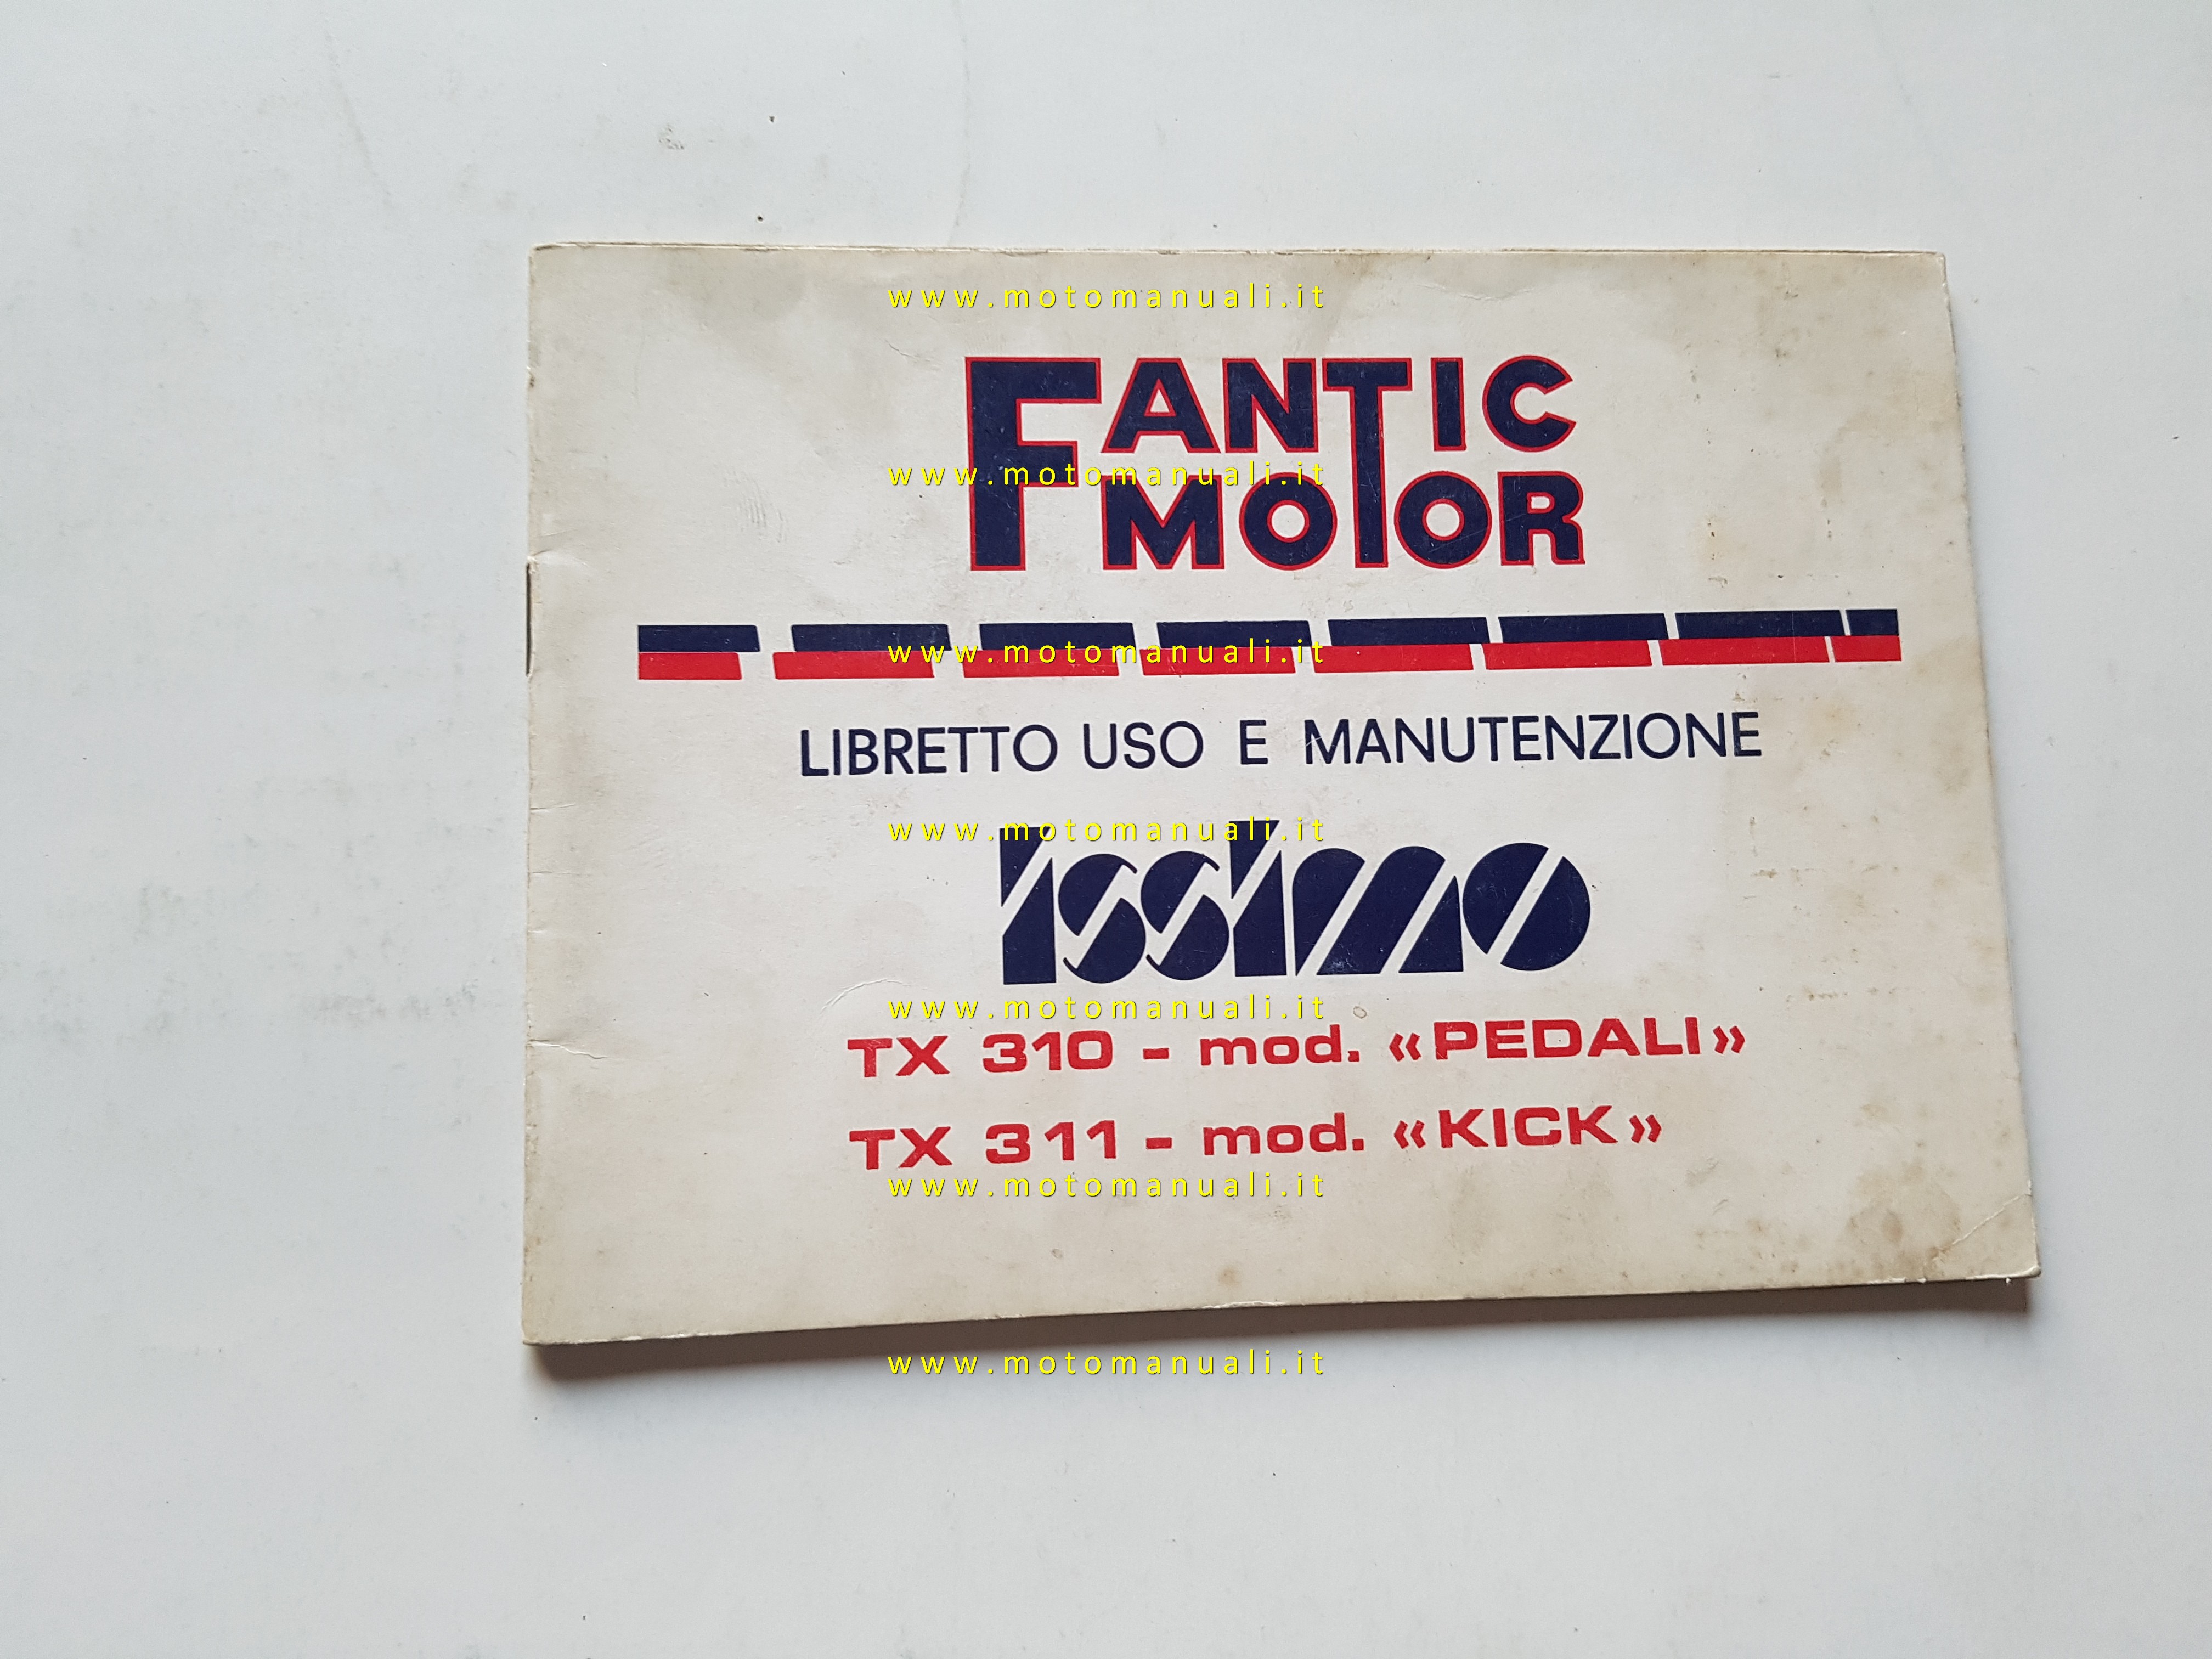 www.motomanuali.it
FANTIC
MOTOR
www.motomanuali.it
www.motomanuali.it
LIBRETTO USO E MANUTENZIONE
www.motomanuali.it
issimo
www.motomanuali.it
TX 310 - mod. «PEDALI»
TX 311 - mod. «KICK»
www.motomanuali.it
www.motomanuali.it